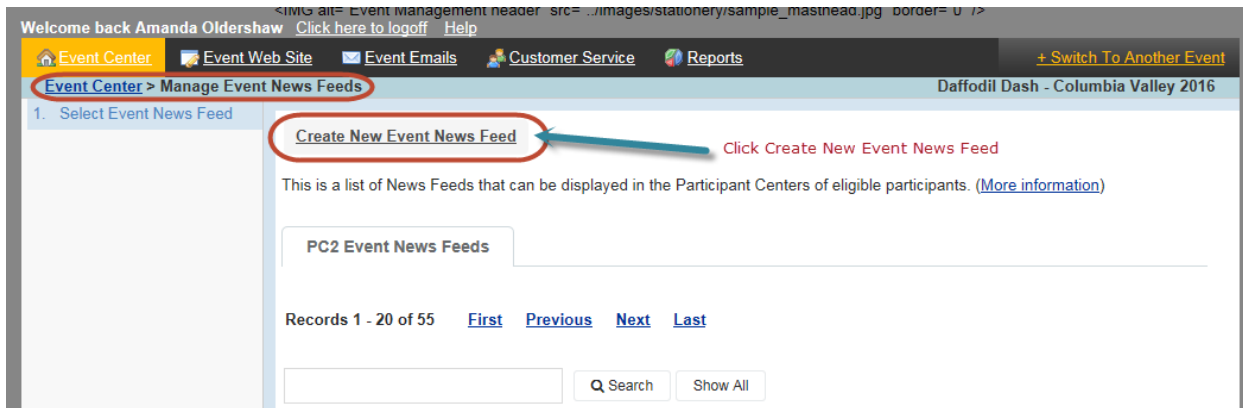 <IMG alt= Event Management header src= ../images/stationery/sample_masthead.jpg border= 0 />
Welcome back Amanda Oldershaw Click here to logoff Help
Event Center Event Web Site Event Emails Customer Service Reports + Switch To Another Event
Event Center > Manage Event News Feeds Daffodil Dash - Columbia Valley 2016
1. Select Event News Feed
Create New Event News Feed
Click Create New Event News Feed
This is a list of News Feeds that can be displayed in the Participant Centers of eligible participants. (More information)
PC2 Event News Feeds
Records 1 - 20 of 55 First Previous Next Last
Search Show All